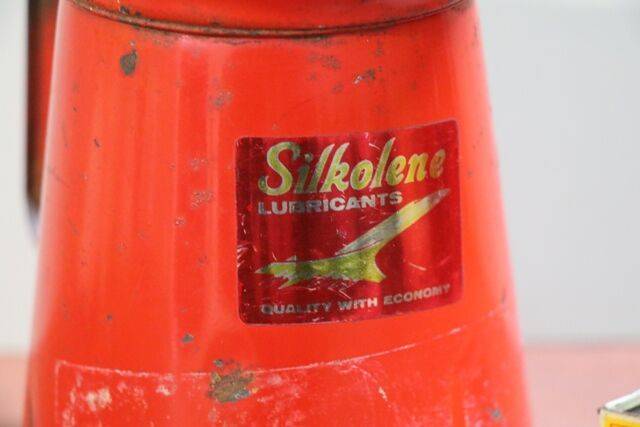 Silkolene
LUBRICANTS
QUALITY WITH ECONOMY